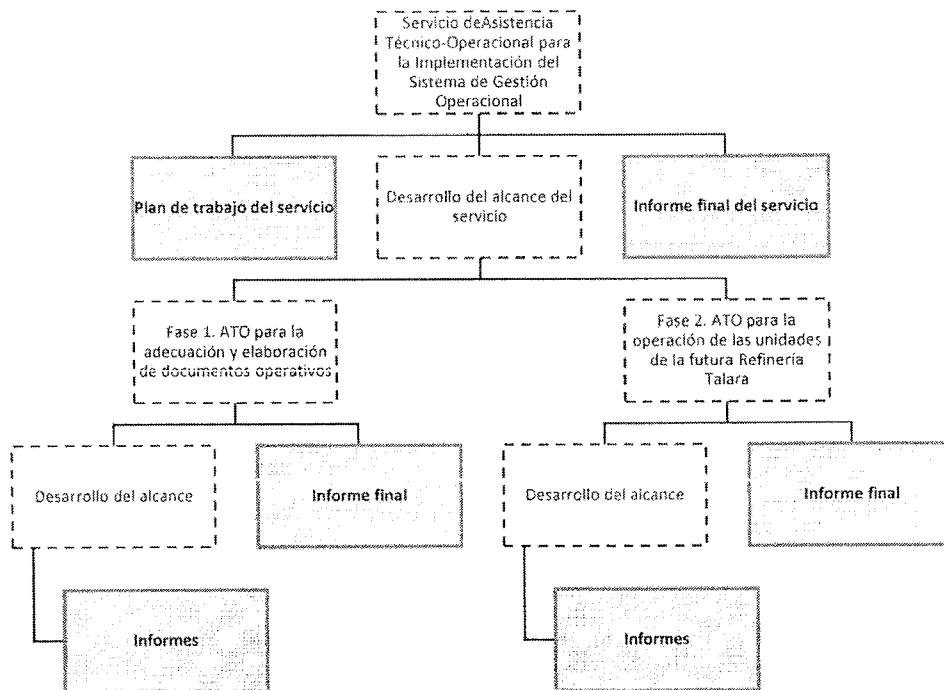 Servicio deAsistencia
Técnico-Operacional para
la Implementación del
Sistema de Gestión
Operacional
Plan de trabajo del servicio
Desarrollo del alcance del
servicio
Informe final del servicio
Fase 1. ATO para la
adecuación y elaboración
de documentos operativos
Fase 2. ATO para la
operación de las unidades
de la futura Refinería
Talara
Desarrollo del alcance
Informe final
Desarrollo del alcance
Informe final
Informes
Informes